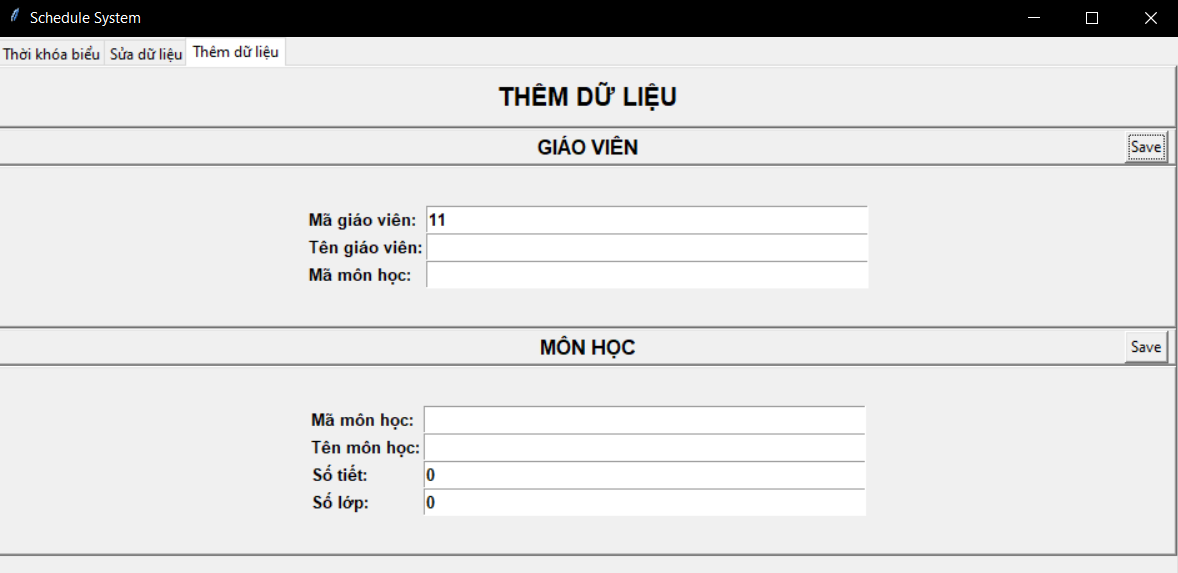 Schedule System
Thời khóa biểu Sửa dữ liệu Thêm dữ liệu
THÊM DỮ LIỆU
GIÁO VIÊN Save
Mã giáo viên: 11
Tên giáo viên:
Mã môn học:
MÔN HỌC Save
Mã môn học:
Tên môn học:
Số tiết: 0
Số lớp: 0